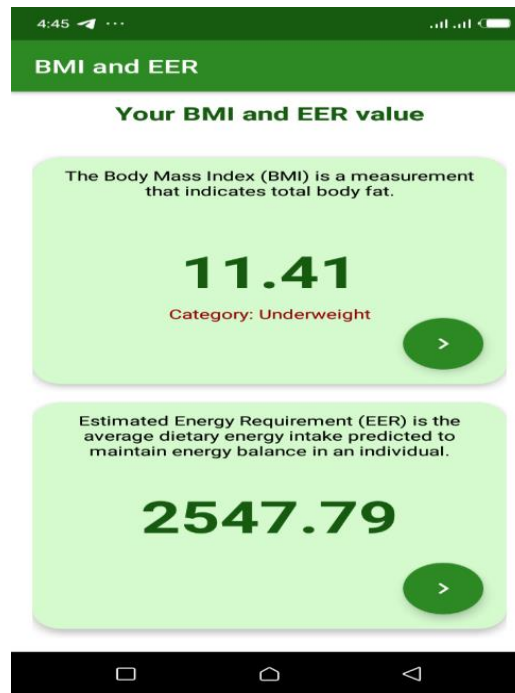 4:45 ...
BMI and EER
Your BMI and EER value
The Body Mass Index (BMI) is a measurement
that indicates total body fat.
11.41
Category: Underweight
>
Estimated Energy Requirement (EER) is the
average dietary energy intake predicted to
maintain energy balance in an individual.
2547.79
>